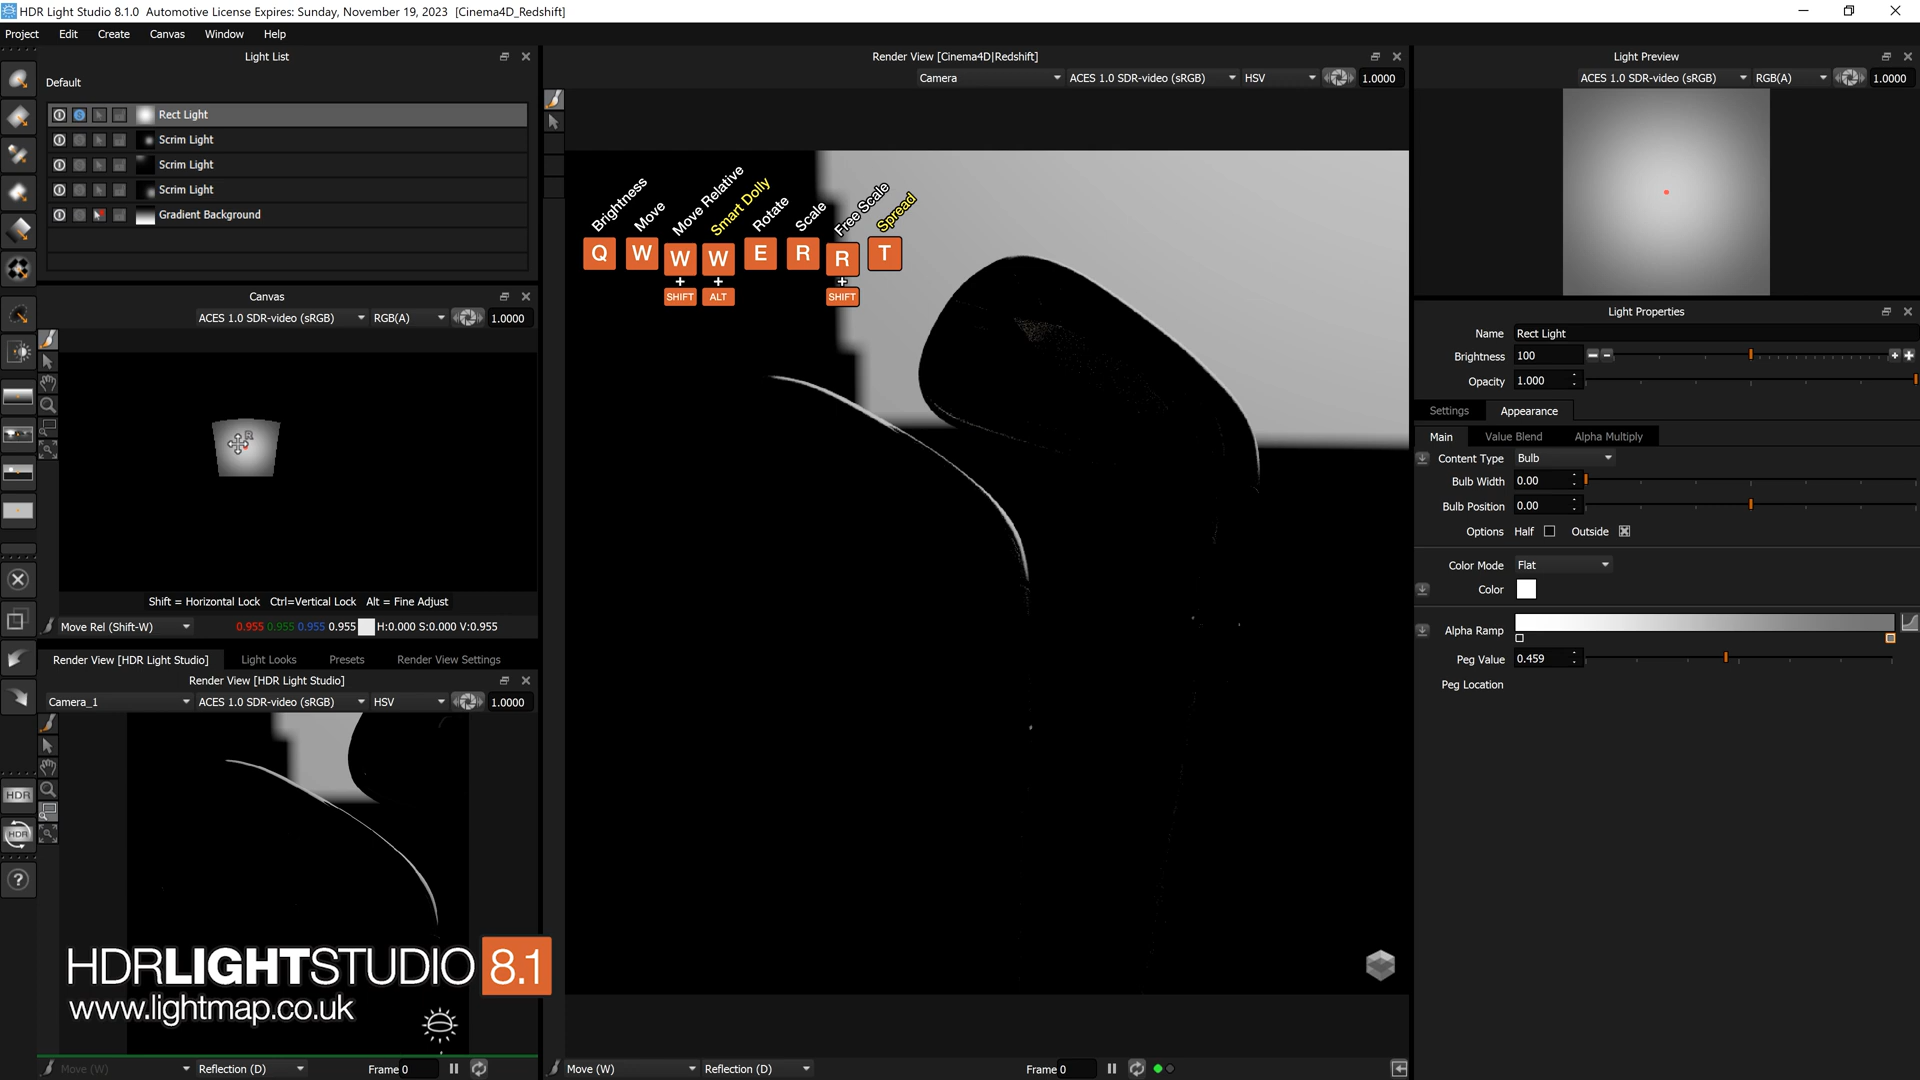 HDR Light Studio 8.1.0 Automotive License Expires: Sunday, November 19, 2023 [Cinema4D_Redshift]
Project Edit Create Canvas Window Help
Light List
Default
Rect Light
Scrim Light
Scrim Light
Scrim Light
Gradient Background
Canvas
ACES 1.0 SDR-video (sRGB) RGB(A) 1.0000
R
Shift = Horizontal Lock Ctrl=Vertical Lock Alt = Fine Adjust
Move Rel (Shift-W) 0.955 0.955 0.955 0.955 H:0.000 S:0.000 V:0.955
Render View [HDR Light Studio] Light Looks Presets Render View Settings
Render View [HDR Light Studio]
Camera_1 ACES 1.0 SDR-video (sRGB) HSV 1.0000
HDR
HDR
HDRLIGHTSTUDIO 8.1
www.lightmap.co.uk
Move (W) Reflection (D) Frame 0
Render View [Cinema4D|Redshift]
Camera ACES 1.0 SDR-video (sRGB) HSV 1.0000
Brightness Move Move Relative Smart Dolly Rotate Scale Free Scale Spread
Q W W W E R R T
+ + +
SHIFT ALT SHIFT
Move (W) Reflection (D) Frame 0
Light Preview
ACES 1.0 SDR-video (sRGB) RGB(A) 1.0000
Light Properties
Name Rect Light
Brightness 100
Opacity 1.000
Settings Appearance
Main Value Blend Alpha Multiply
Content Type Bulb
Bulb Width 0.00
Bulb Position 0.00
Options Half Outside
Color Mode Flat
Color
Alpha Ramp
Peg Value 0.459
Peg Location